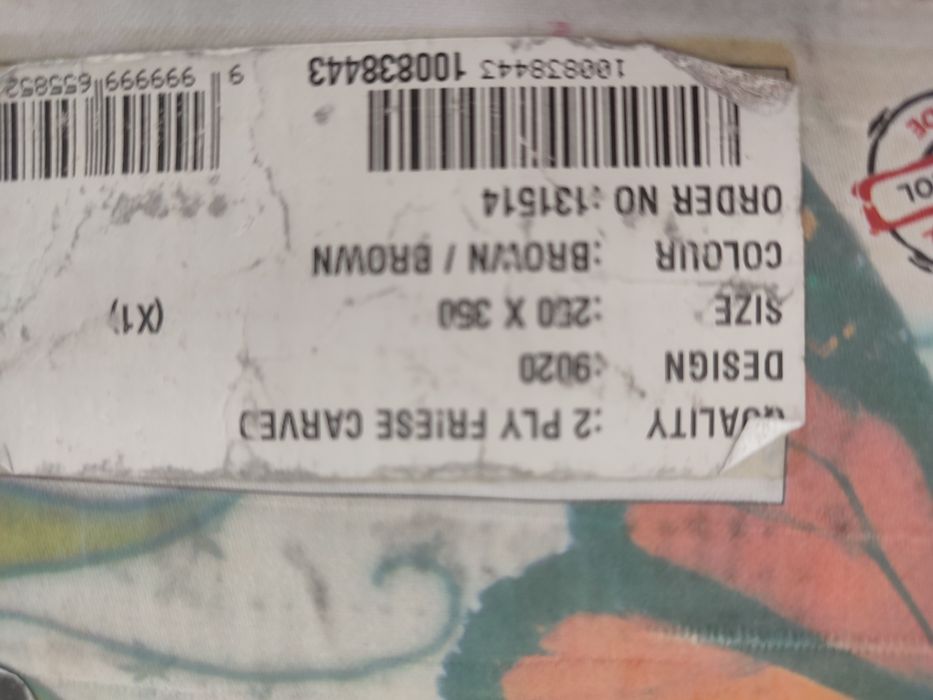 QUALITY :2 PLY FRIESE CARVED
DESIGN :9020
SIZE :250 X 350 (X1)
COLOUR :BROWN / BROWN
ORDER NO :131514
100838443 100838443
9 999999 655852